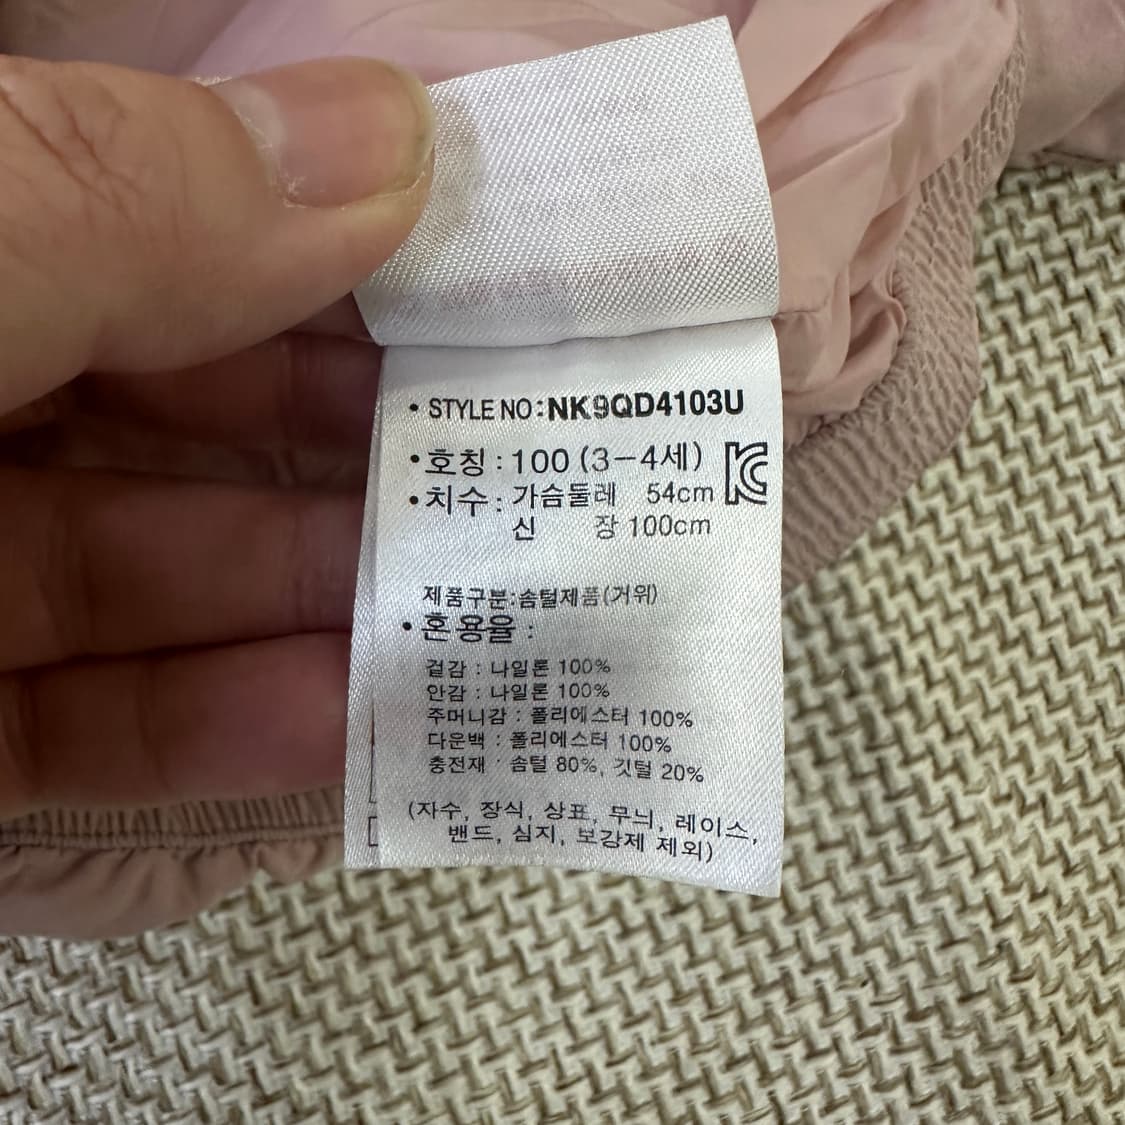 • STYLE NO:NK9QD4103U
•호칭 : 100 (3-4세)
•치수 : 가슴둘레 54cm
신 장 100cm
제품구분:솜털제품(거위)
•혼용율 :
겉감 : 나일론 100%
안감 : 나일론 100%
주머니감 : 폴리에스터 100%
다운백 : 폴리에스터 100%
충전재 : 솜털 80%, 깃털 20%
(자수, 장식, 상표, 무늬, 레이스,
밴드, 심지, 보강제 제외)